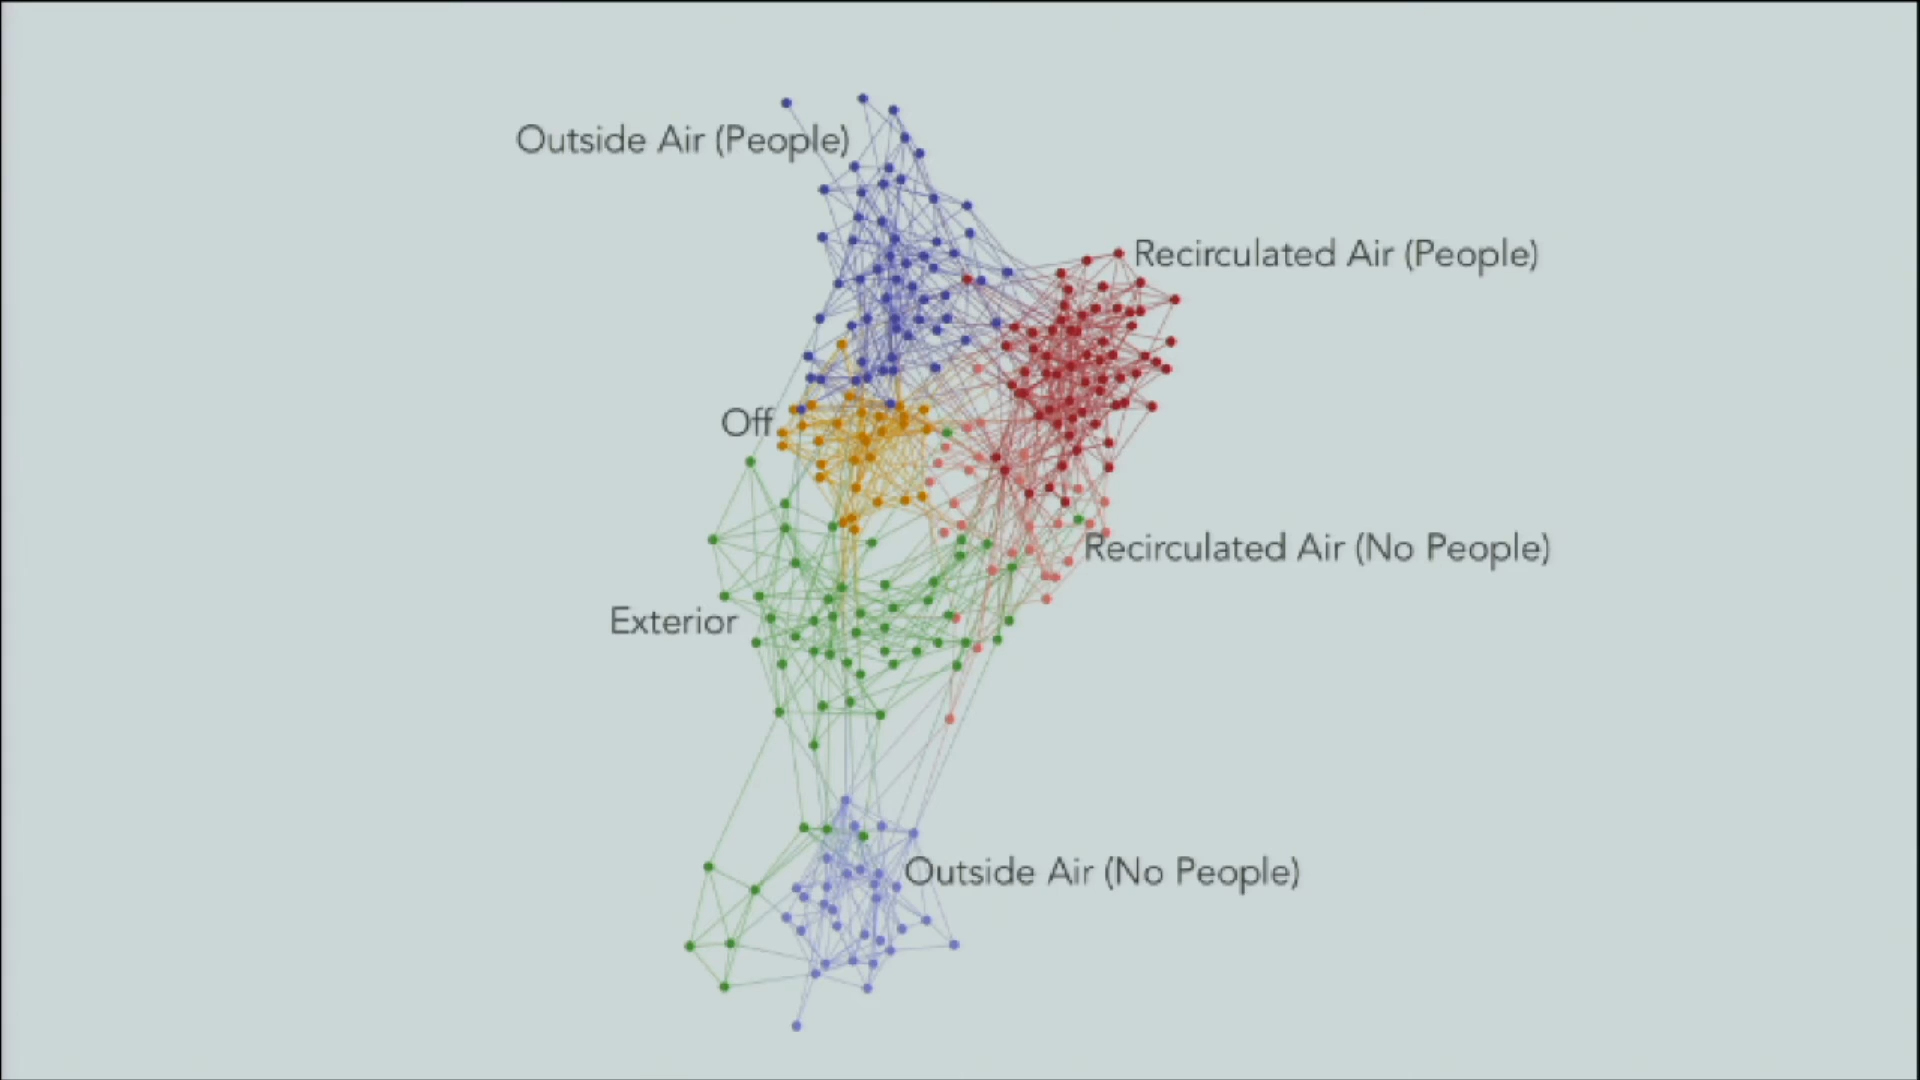 Outside Air (People)
Recirculated Air (People)
Off
Recirculated Air (No People)
Exterior
Outside Air (No People)